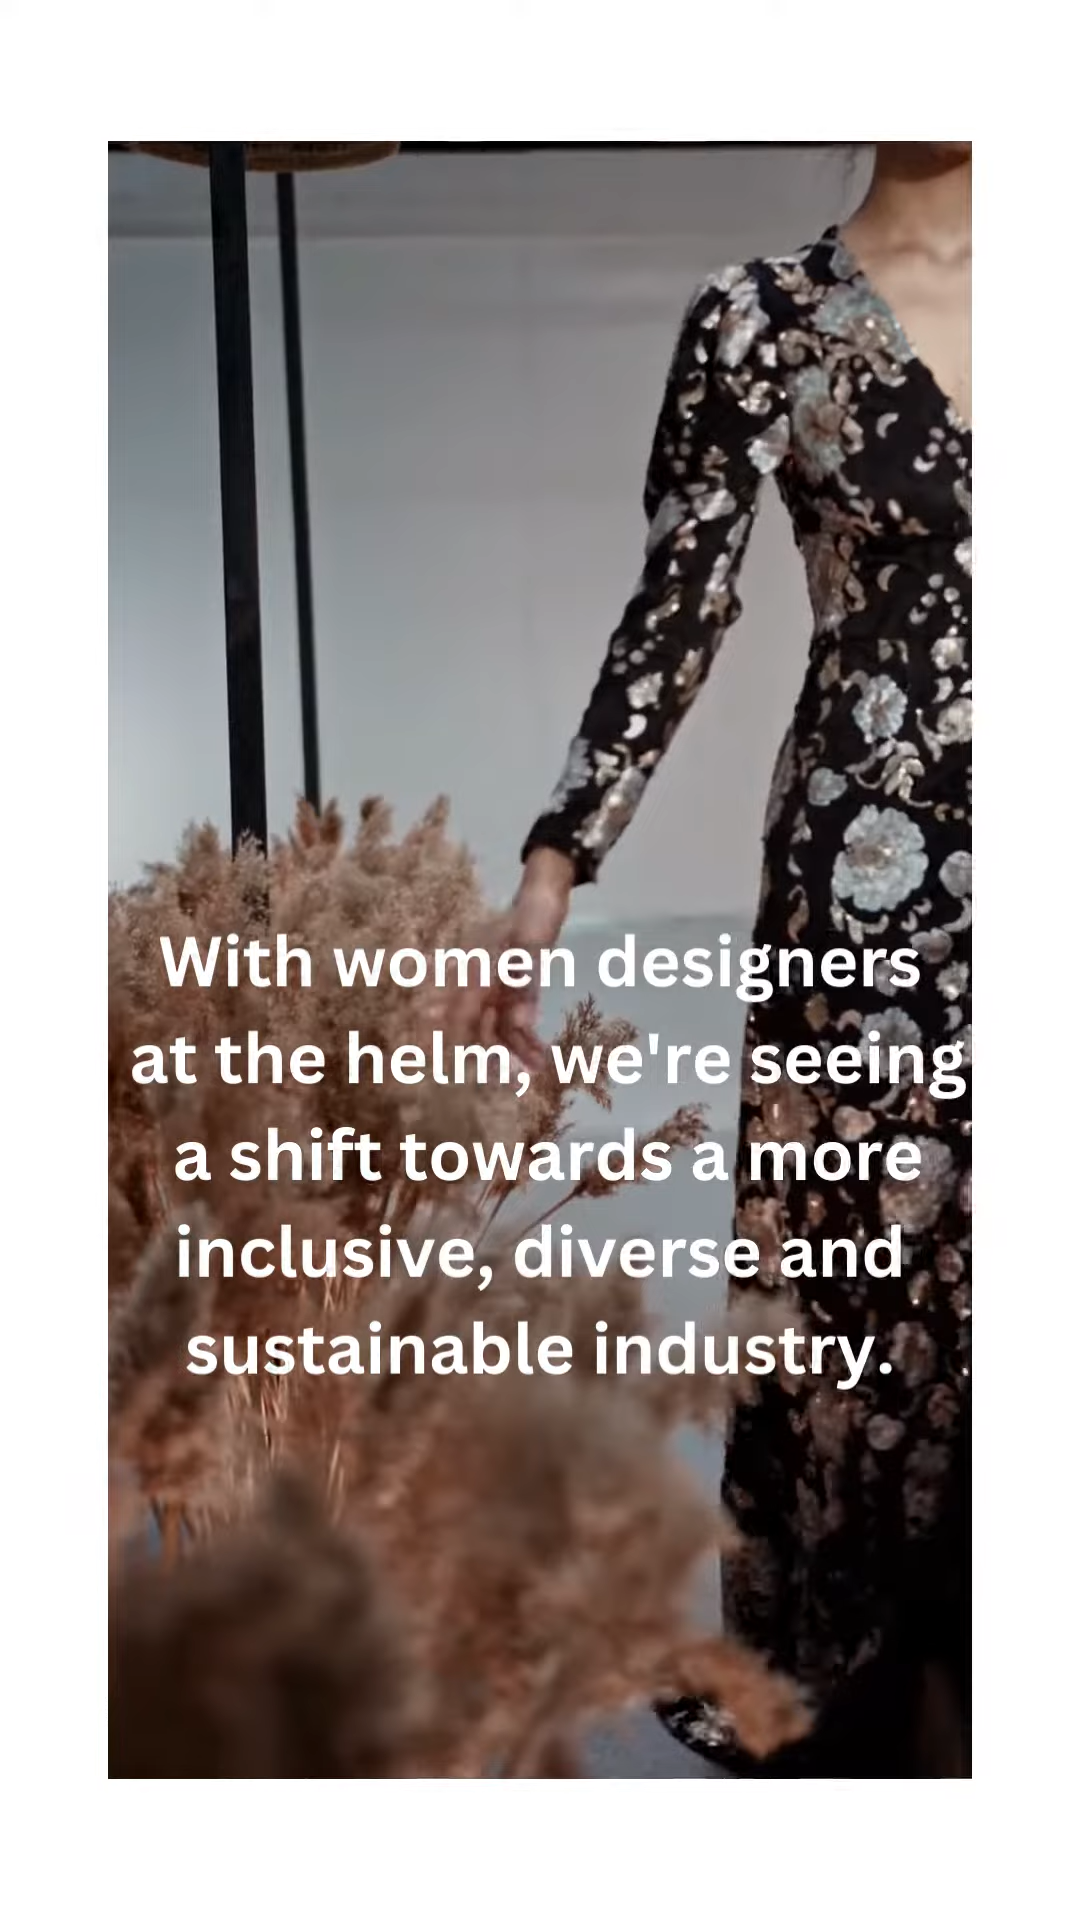 With women designers
at the helm, we're seeing
a shift towards a more
inclusive, diverse and
sustainable industry.